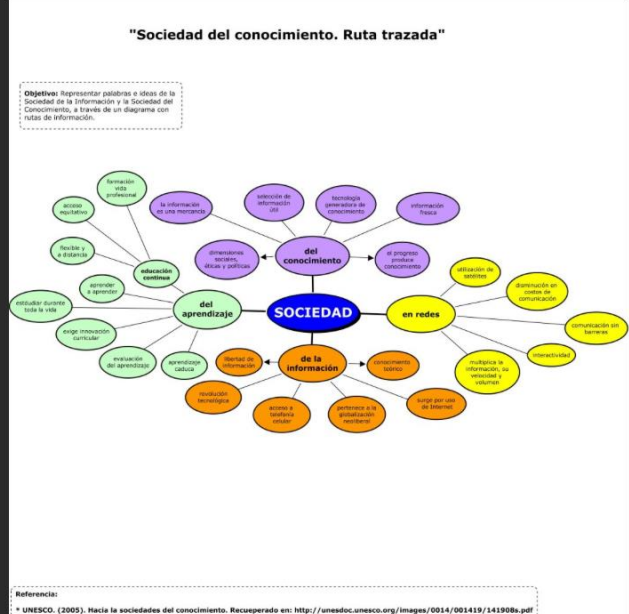 "Sociedad del conocimiento. Ruta trazada"
Objetivo: Representar palabras e ideas de la
Sociedad de la Información y la Sociedad del
Conocimiento, a través de un diagrama con
rutas de información.
formación
vida
profesional
acceso
equitativo
la información
es una mercancía
selección de
información
útil
tecnología
generadora de
conocimiento
información
fresca
flexible y
a distancia
educación
continua
dimensiones
sociales,
éticas y políticas
del
conocimiento
el progreso
produce
conocimiento
utilización de
satélites
aprender
a aprender
disminución en
costos de
comunicación
estudiar durante
toda la vida
del
aprendizaje
SOCIEDAD
en redes
comunicación sin
barreras
exige innovación
curricular
evaluación
del aprendizaje
aprendizaje
caduca
libertad de
información
de la
información
conocimiento
teórico
multiplica la
información, su
velocidad y
volumen
interactividad
revolución
tecnológica
acceso a
telefonía
celular
pertenece a la
globalización
neoliberal
surge por uso
de Internet
Referencia:
* UNESCO. (2005). Hacia la sociedades del conocimiento. Recueperado en: http://unesdoc.unesco.org/images/0014/001419/141908s.pdf